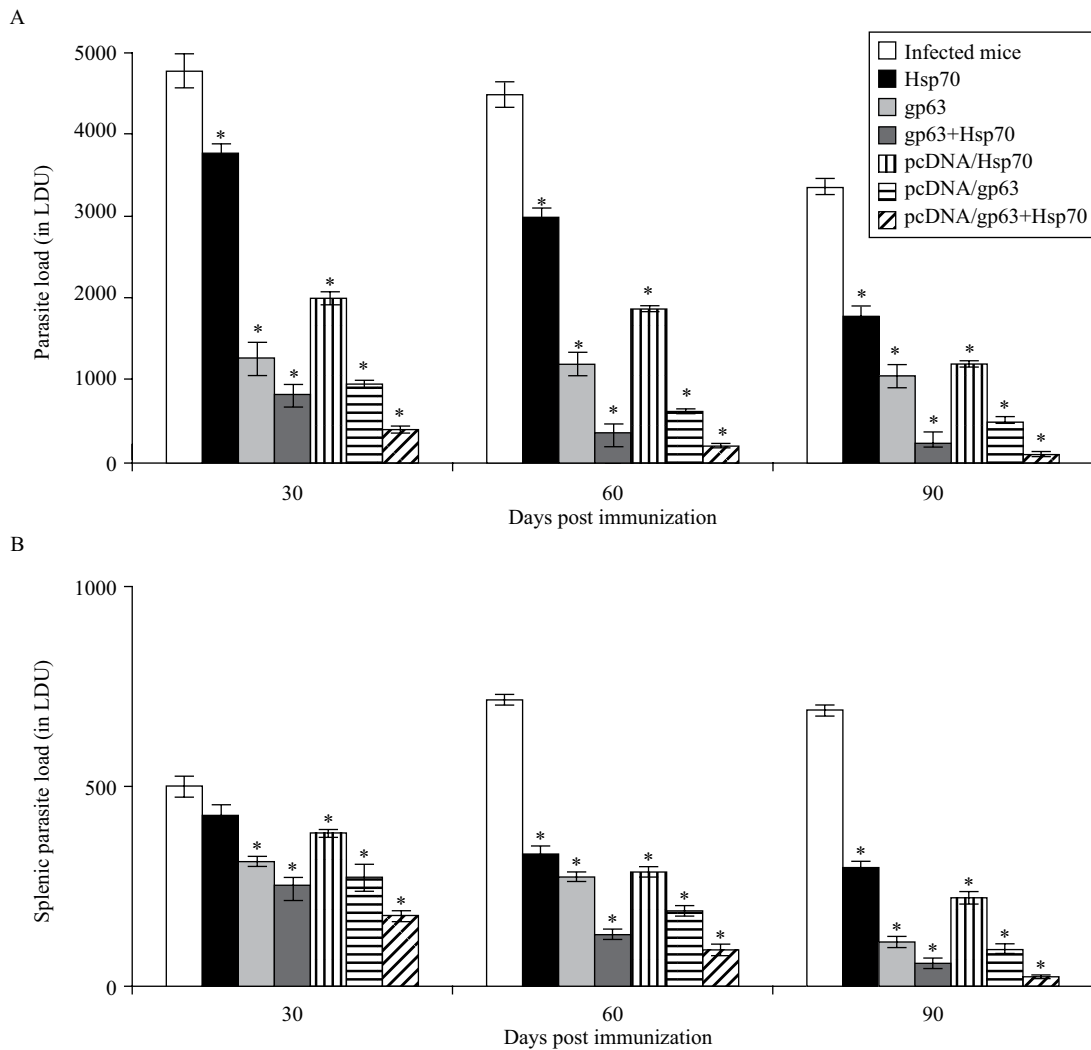 A
Parasite load (in LDU)
5000
4000
3000
2000
1000
0
* * * * * *
* * * * * *
* * * * * *
30 60 90
Days post immunization
Infected mice
Hsp70
gp63
gp63+Hsp70
pcDNA/Hsp70
pcDNA/gp63
pcDNA/gp63+Hsp70
B
Splenic parasite load (in LDU)
1000
500
0
* * * * *
* * * * * *
* * * * * *
30 60 90
Days post immunization